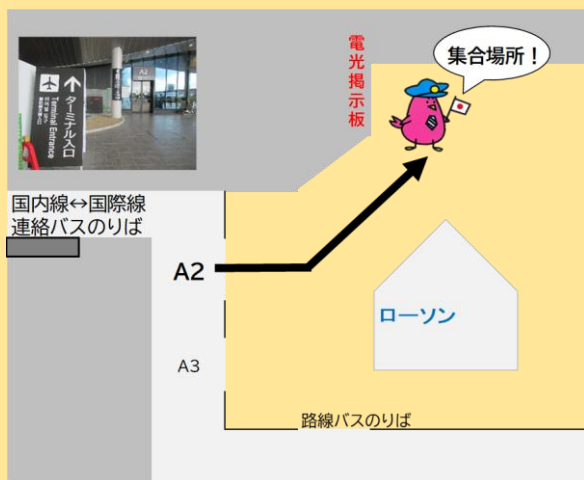 A2
↑
ターミナル入口
Terminal Entrance
電光掲示板
集合場所！
国内線↔国際線
連絡バスのりば
A2
ローソン
A3
路線バスのりば